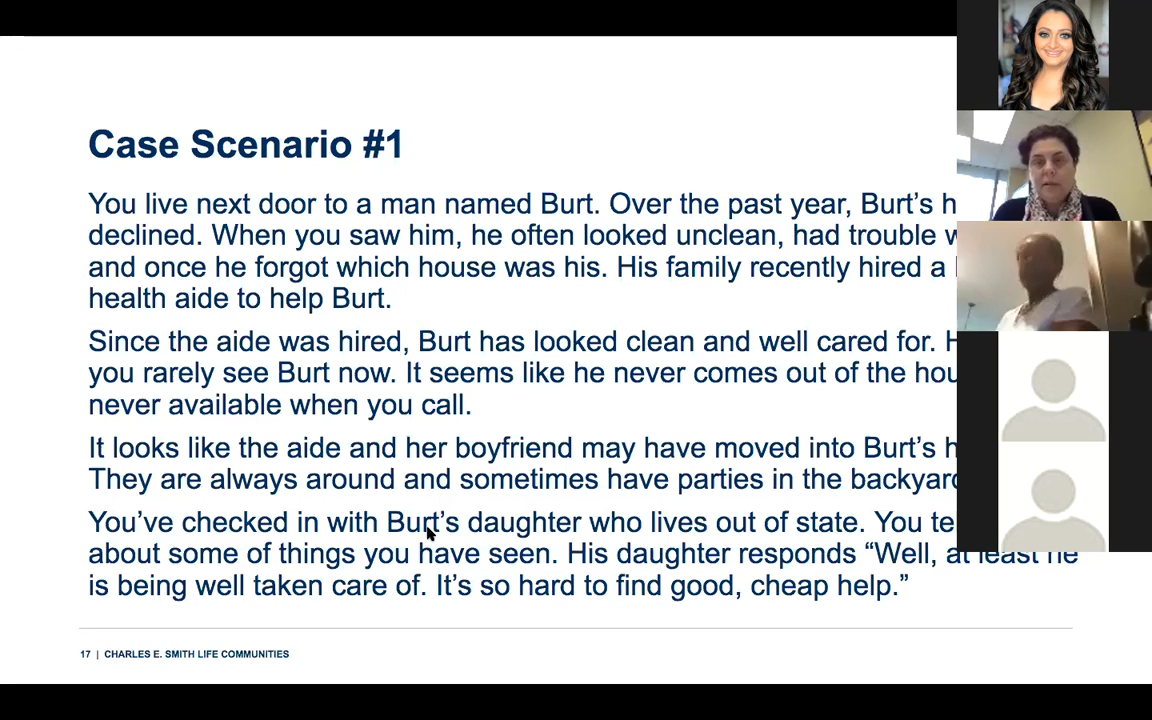 Case Scenario #1
You live next door to a man named Burt. Over the past year, Burt’s
declined. When you saw him, he often looked unclean, had trouble
and once he forgot which house was his. His family recently hired a
health aide to help Burt.
Since the aide was hired, Burt has looked clean and well cared for.
you rarely see Burt now. It seems like he never comes out of the
never available when you call.
It looks like the aide and her boyfriend may have moved into Burt’s
They are always around and sometimes have parties in the
You’ve checked in with Burt’s daughter who lives out of state. You
about some of things you have seen. His daughter responds “Well, at least he
is being well taken care of. It’s so hard to find good, cheap help.”
17 | CHARLES E. SMITH LIFE COMMUNITIES